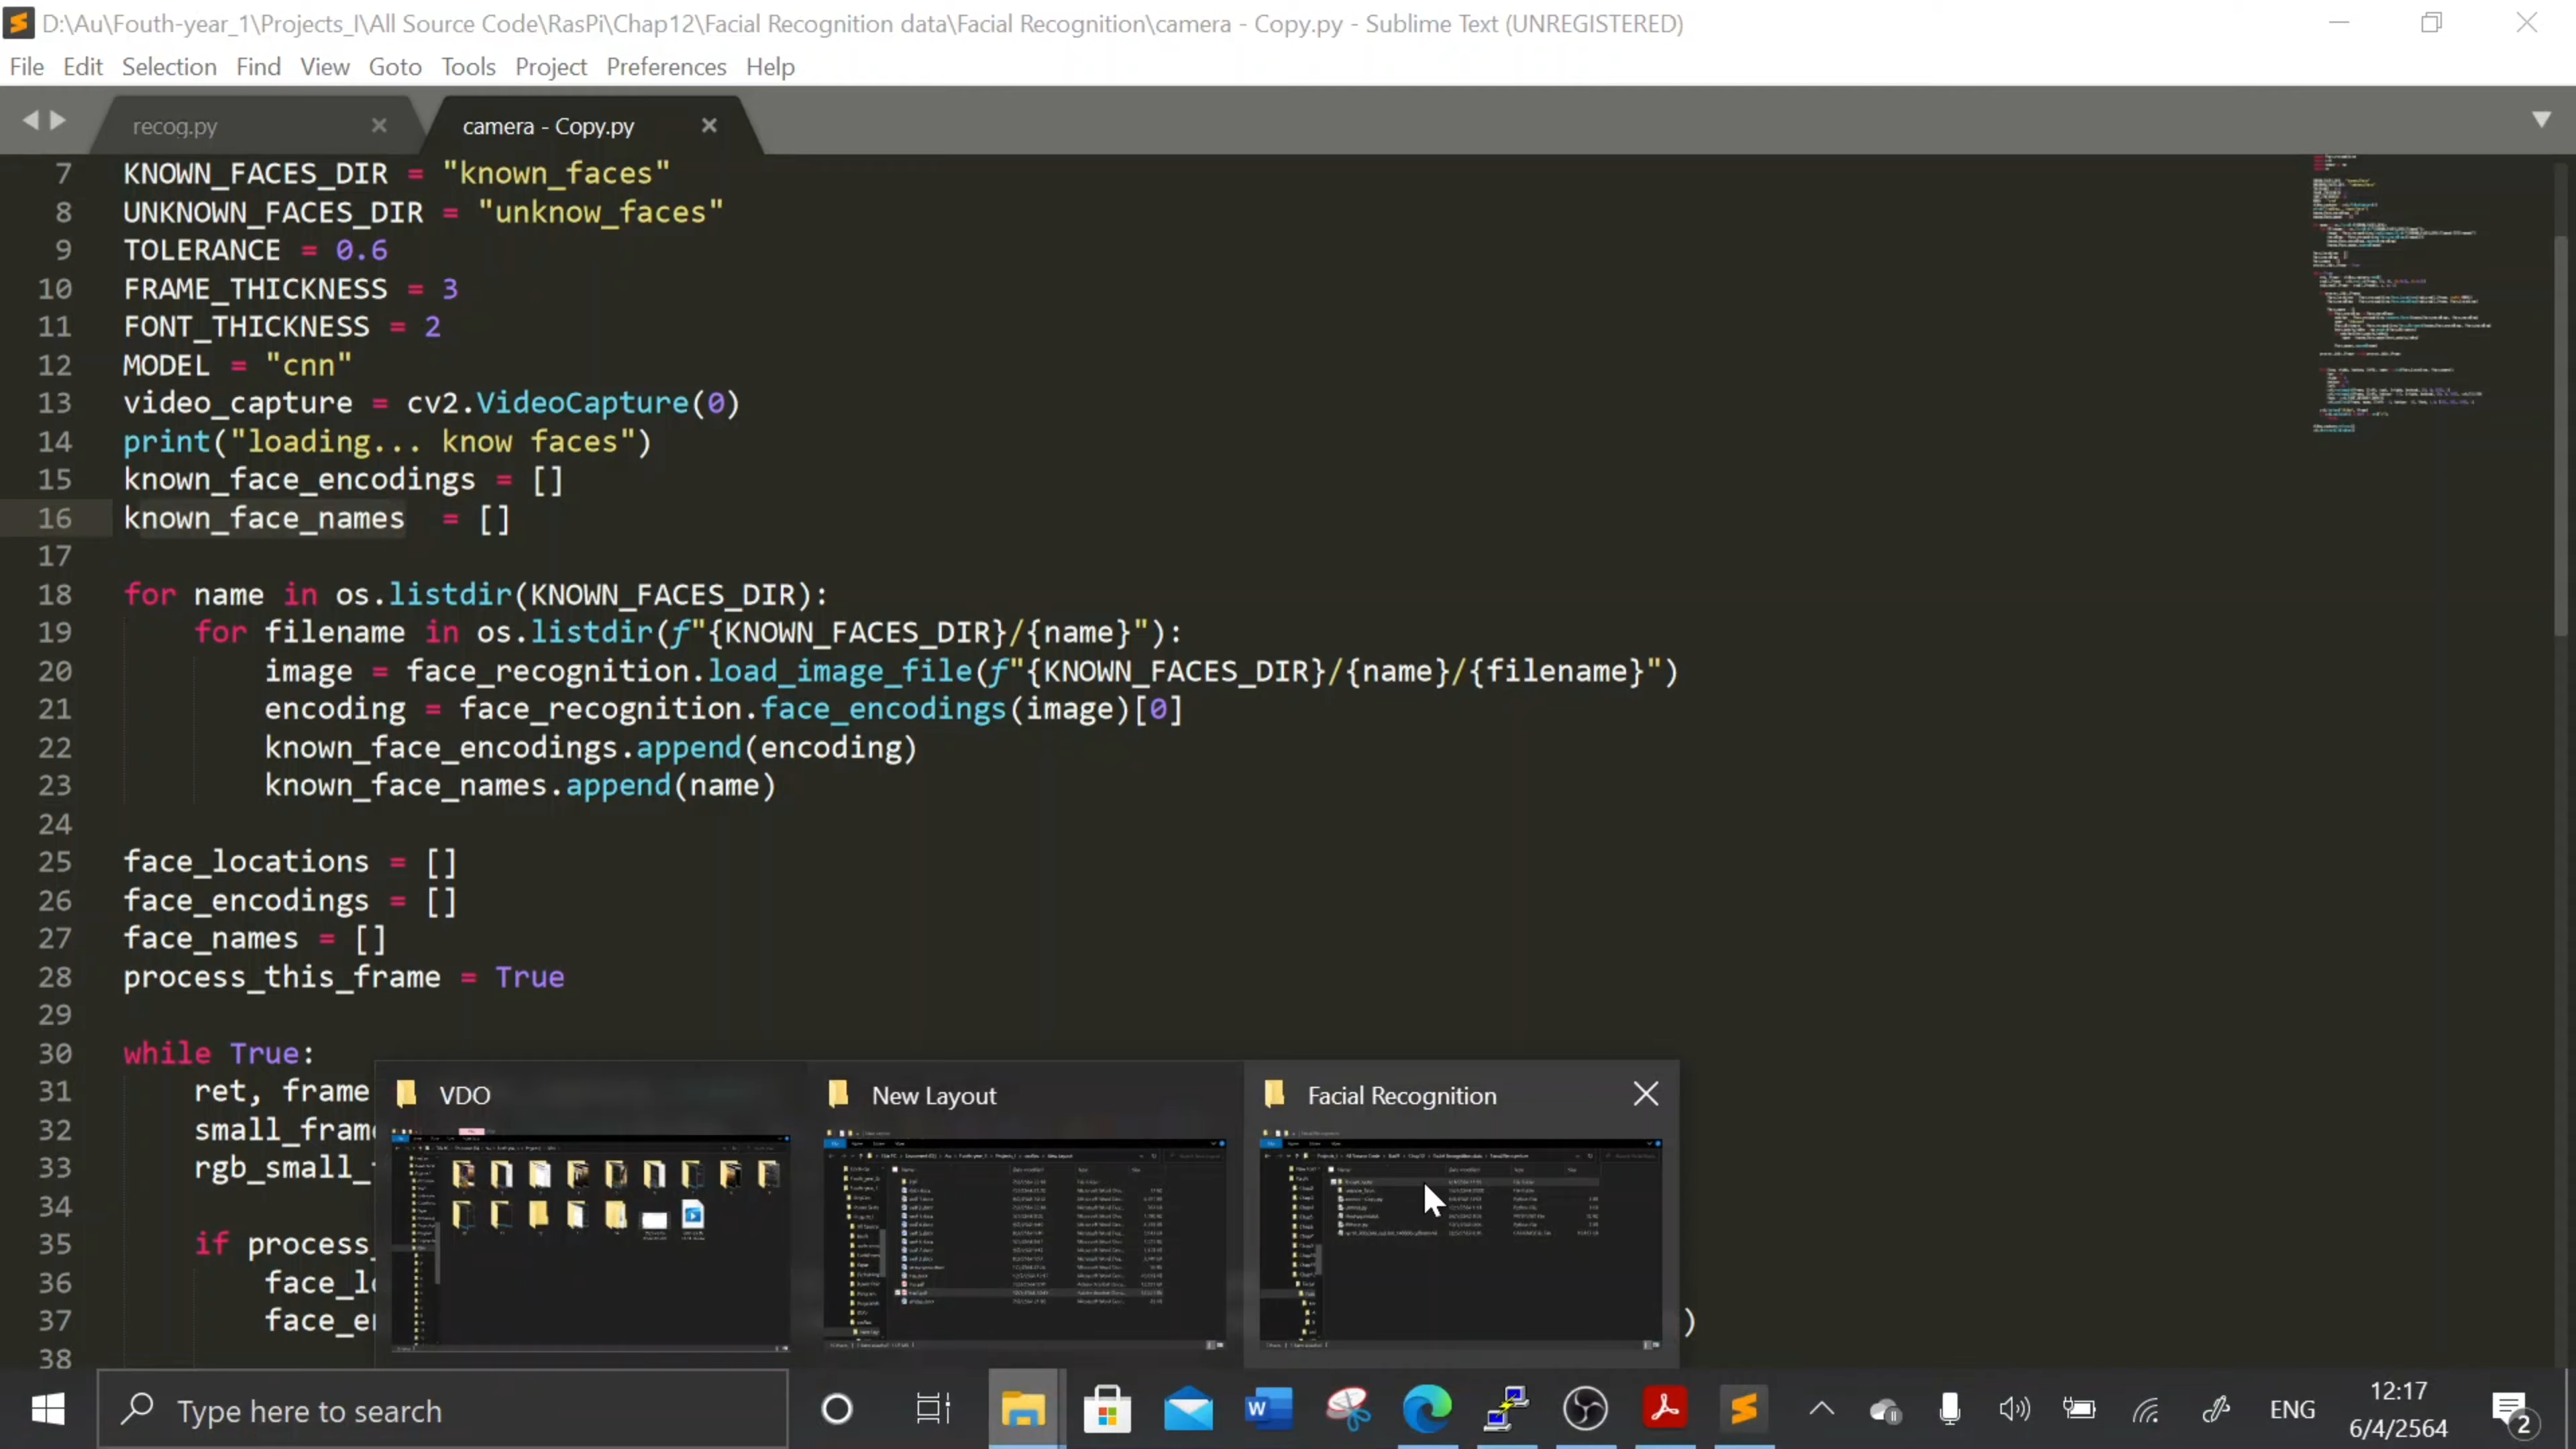 D:\Au\Fouth-year_1\Projects_I\All Source Code\RasPi\Chap12\Facial Recognition data\Facial Recognition\camera - Copy.py - Sublime Text (UNREGISTERED)
File Edit Selection Find View Goto Tools Project Preferences Help
recog.py camera - Copy.py
7 KNOWN_FACES_DIR = "known_faces"
8 UNKNOWN_FACES_DIR = "unknow_faces"
9 TOLERANCE = 0.6
10 FRAME_THICKNESS = 3
11 FONT_THICKNESS = 2
12 MODEL = "cnn"
13 video_capture = cv2.VideoCapture(0)
14 print("loading... know faces")
15 known_face_encodings = []
16 known_face_names  = []
17
18 for name in os.listdir(KNOWN_FACES_DIR):
19     for filename in os.listdir(f"{KNOWN_FACES_DIR}/{name}"):
20         image = face_recognition.load_image_file(f"{KNOWN_FACES_DIR}/{name}/{filename}")
21         encoding = face_recognition.face_encodings(image)[0]
22         known_face_encodings.append(encoding)
23         known_face_names.append(name)
24
25 face_locations = []
26 face_encodings = []
27 face_names = []
28 process_this_frame = True
29
30 while True:
31     ret, frame
32     small_frame
33     rgb_small_
34
35     if process_
36         face_lo
37         face_en )
38
VDO New Layout Facial Recognition
Type here to search
ENG
12:17
6/4/2564
2